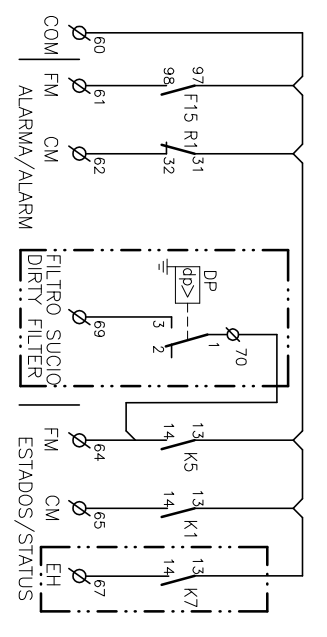 COM
60
FM
61
98
97
F15
CM
62
32
31
R1
ALARMA/ALARM
FILTRO SUCIO
DIRTY FILTER
69
dp>
DP
3
2
1
70
FM
64
14
13
K5
CM
65
14
13
K1
EH
67
14
13
K7
ESTADOS/STATUS